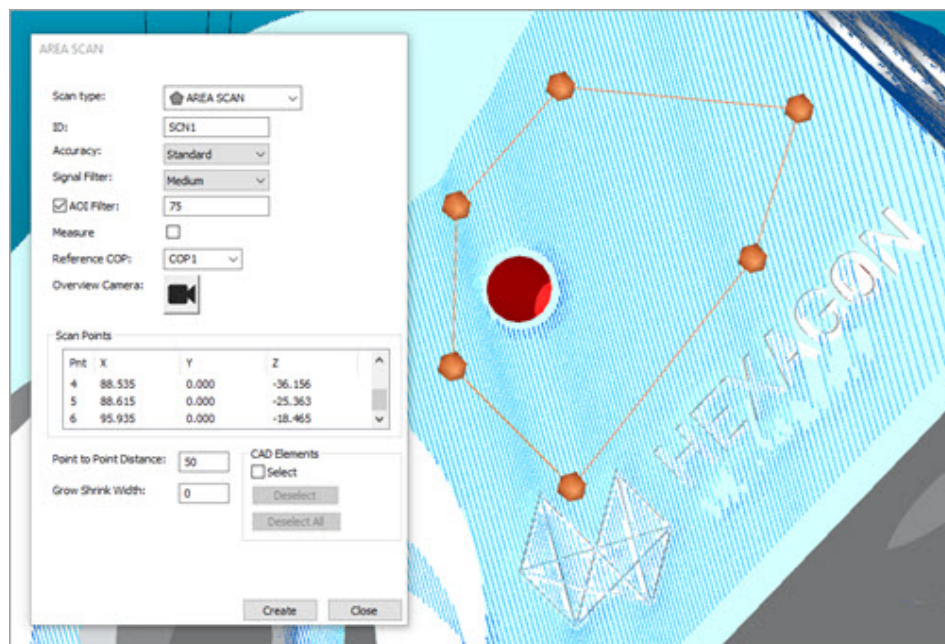 AREA SCAN
Scan type: AREA SCAN
ID: SCN1
Accuracy: Standard
Signal Filter: Medium
AOI Filter: 75
Measure
Reference COP: COP1
Overview Camera:
Scan Points
Pnt X Y Z
4 88.535 0.000 -36.156
5 88.615 0.000 -25.363
6 95.935 0.000 -18.465
Point to Point Distance: 50
Grow Shrink Width: 0
CAD Elements
Select
Deselect
Deselect All
Create Close
HEXAGON